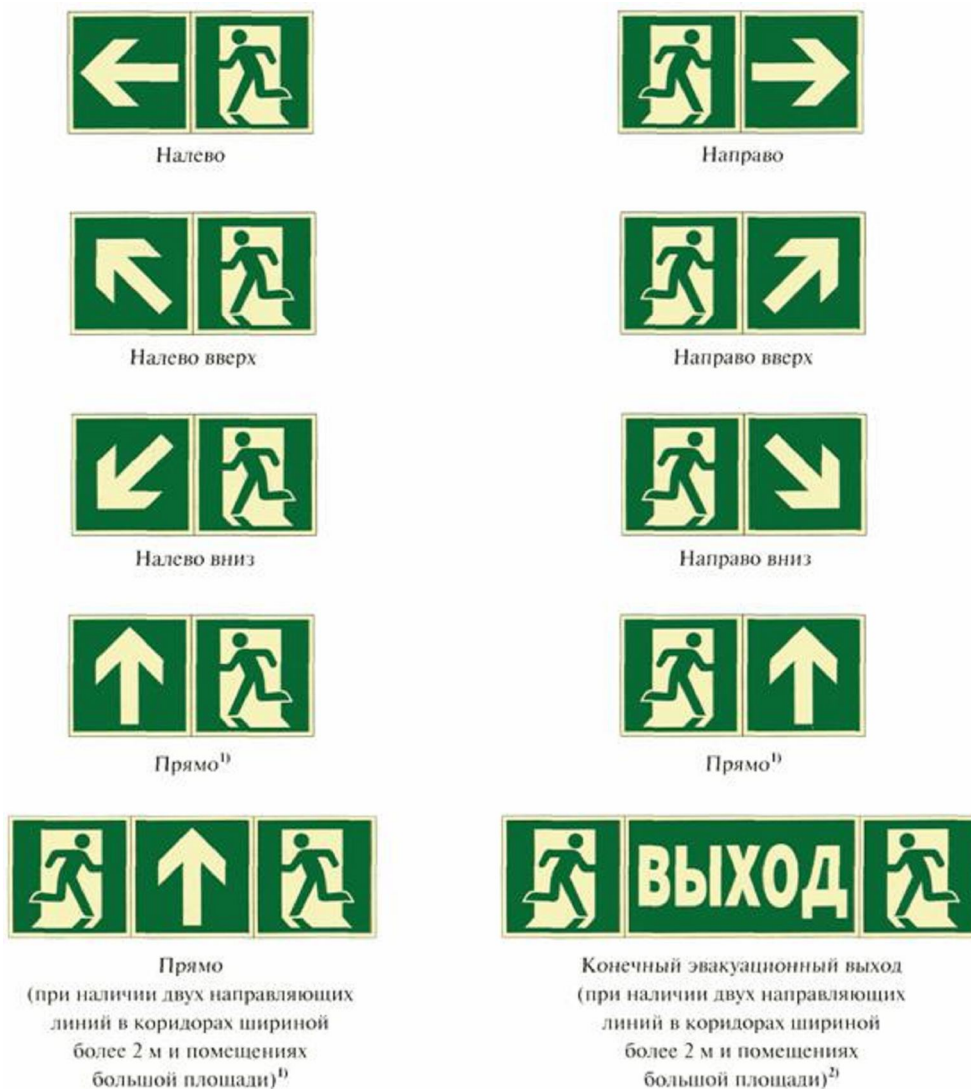 Налево
Направо
Налево вверх
Направо вверх
Налево вниз
Направо вниз
Прямо1)
Прямо1)
ВЫХОД
Прямо
(при наличии двух направляющих
линий в коридорах шириной
более 2 м и помещениях
большой площади)1)
Конечный эвакуационный выход
(при наличии двух направляющих
линий в коридорах шириной
более 2 м и помещениях
большой площади)2)